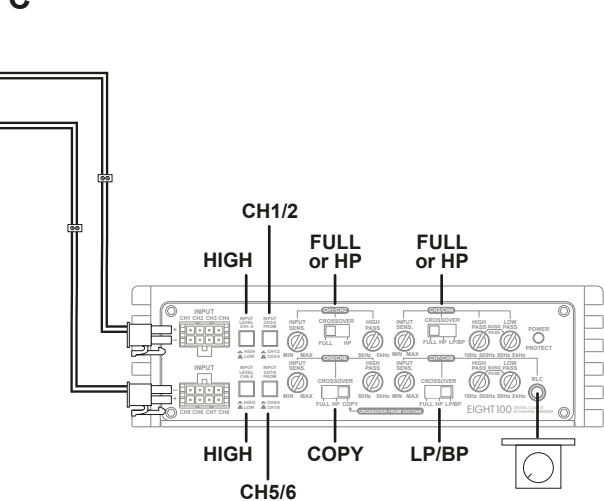 C
CH1/2
HIGH
FULL
or HP
FULL
or HP
INPUT
CH1 CH2 CH3 CH4
INPUT
LEVEL
CH1-4
INPUT
CH3/4
FROM
HIGH
LOW
CH1/2
CH3/4
CH1/CH2
INPUT
SENS.
CROSSOVER
HIGH
PASS
MIN MAX
FULL HP
50Hz 5kHz
CH3/CH4
INPUT
SENS.
CROSSOVER
HIGH
PASS
BAND
PASS
LOW
PASS
MIN MAX
FULL HP LP/BP
10Hz 500Hz 50Hz 5kHz
POWER
PROTECT
INPUT
CH5 CH6 CH7 CH8
INPUT
LEVEL
CH5-8
INPUT
CH7/8
FROM
HIGH
LOW
CH5/6
CH7/8
CH5/CH6
INPUT
SENS.
CROSSOVER
HIGH
PASS
MIN MAX
FULL HP COPY
50Hz 5kHz
CROSSOVER FROM CH1/CH2
CH7/CH8
INPUT
SENS.
CROSSOVER
HIGH
PASS
BAND
PASS
LOW
PASS
MIN MAX
FULL HP LP/BP
10Hz 500Hz 50Hz 5kHz
RLC
EIGHT100
HIGH
COPY
LP/BP
CH5/6